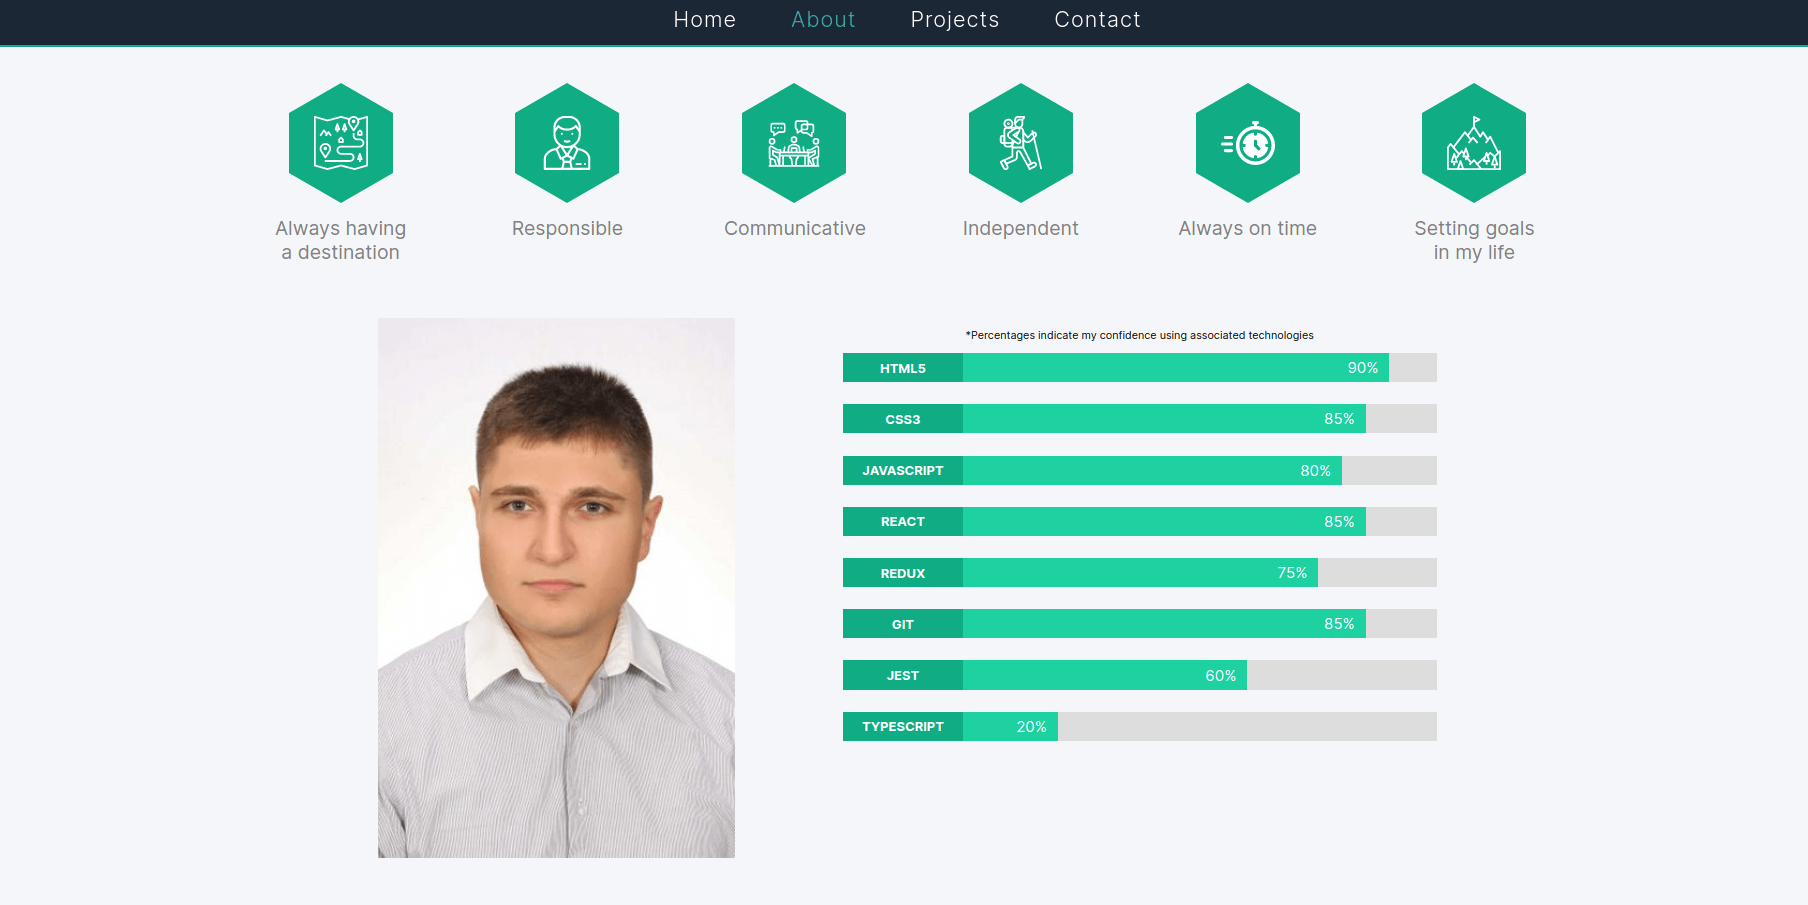 Home About Projects Contact
Always having
a destination
Responsible
Communicative
Independent
Always on time
Setting goals
in my life
*Percentages indicate my confidence using associated technologies
HTML5 90%
CSS3 85%
JAVASCRIPT 80%
REACT 85%
REDUX 75%
GIT 85%
JEST 60%
TYPESCRIPT 20%